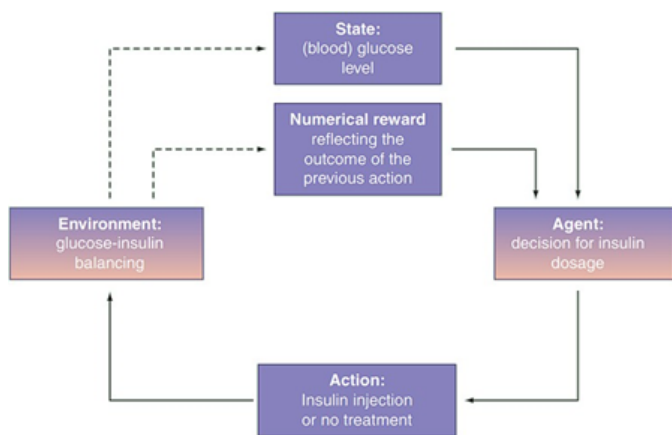 State:
(blood) glucose
level
Numerical reward
reflecting the
outcome of the
previous action
Environment:
glucose-insulin
balancing
Agent:
decision for insulin
dosage
Action:
Insulin injection
or no treatment